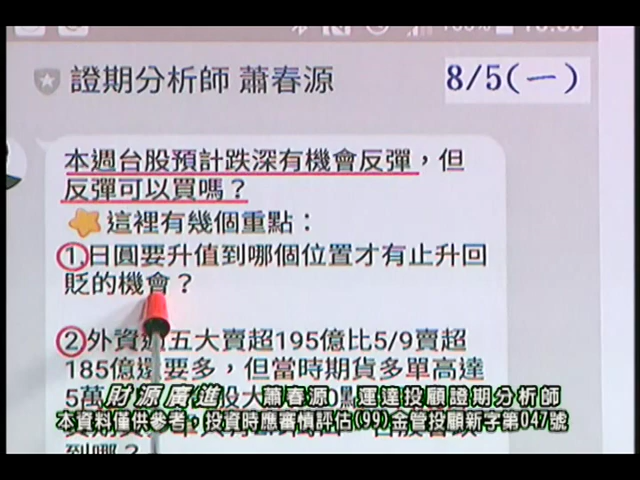 證期分析師 蕭春源
8/5(一)
本週台股預計跌深有機會反彈，但
反彈可以買嗎？
這裡有幾個重點：
①日圓要升值到哪個位置才有止升回
貶的機會？
②外資週五大賣超195億比5/9賣超
185億還要多，但當時期貨多單高達
5萬
財源廣進 蕭春源 運達投顧證期分析師
本資料僅供參考，投資時應審慎評估(99)金管投顧新字第047號
到哪？